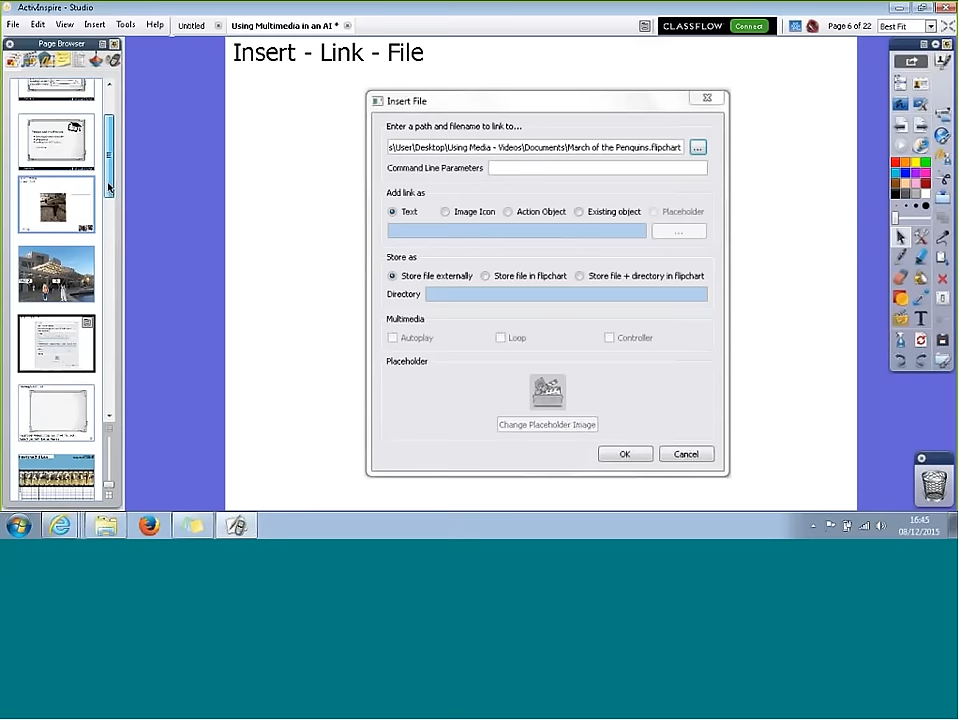 ActivInspire - Studio
File Edit View Insert Tools Help Untitled Using Multimedia in an AI * CLASSFLOW Connect Page 6 of 22 Best Fit
Page Browser
Insert - Link - File
Insert File
Enter a path and filename to link to...
s\User\Desktop\Using Media - Videos\Documents\March of the Penquins.flipchart ...
Command Line Parameters
Add link as
Text Image Icon Action Object Existing object Placeholder
...
Store as
Store file externally Store file in flipchart Store file + directory in flipchart
Directory
Multimedia
Autoplay Loop Controller
Placeholder
Change Placeholder Image
OK Cancel
16:45
08/12/2015